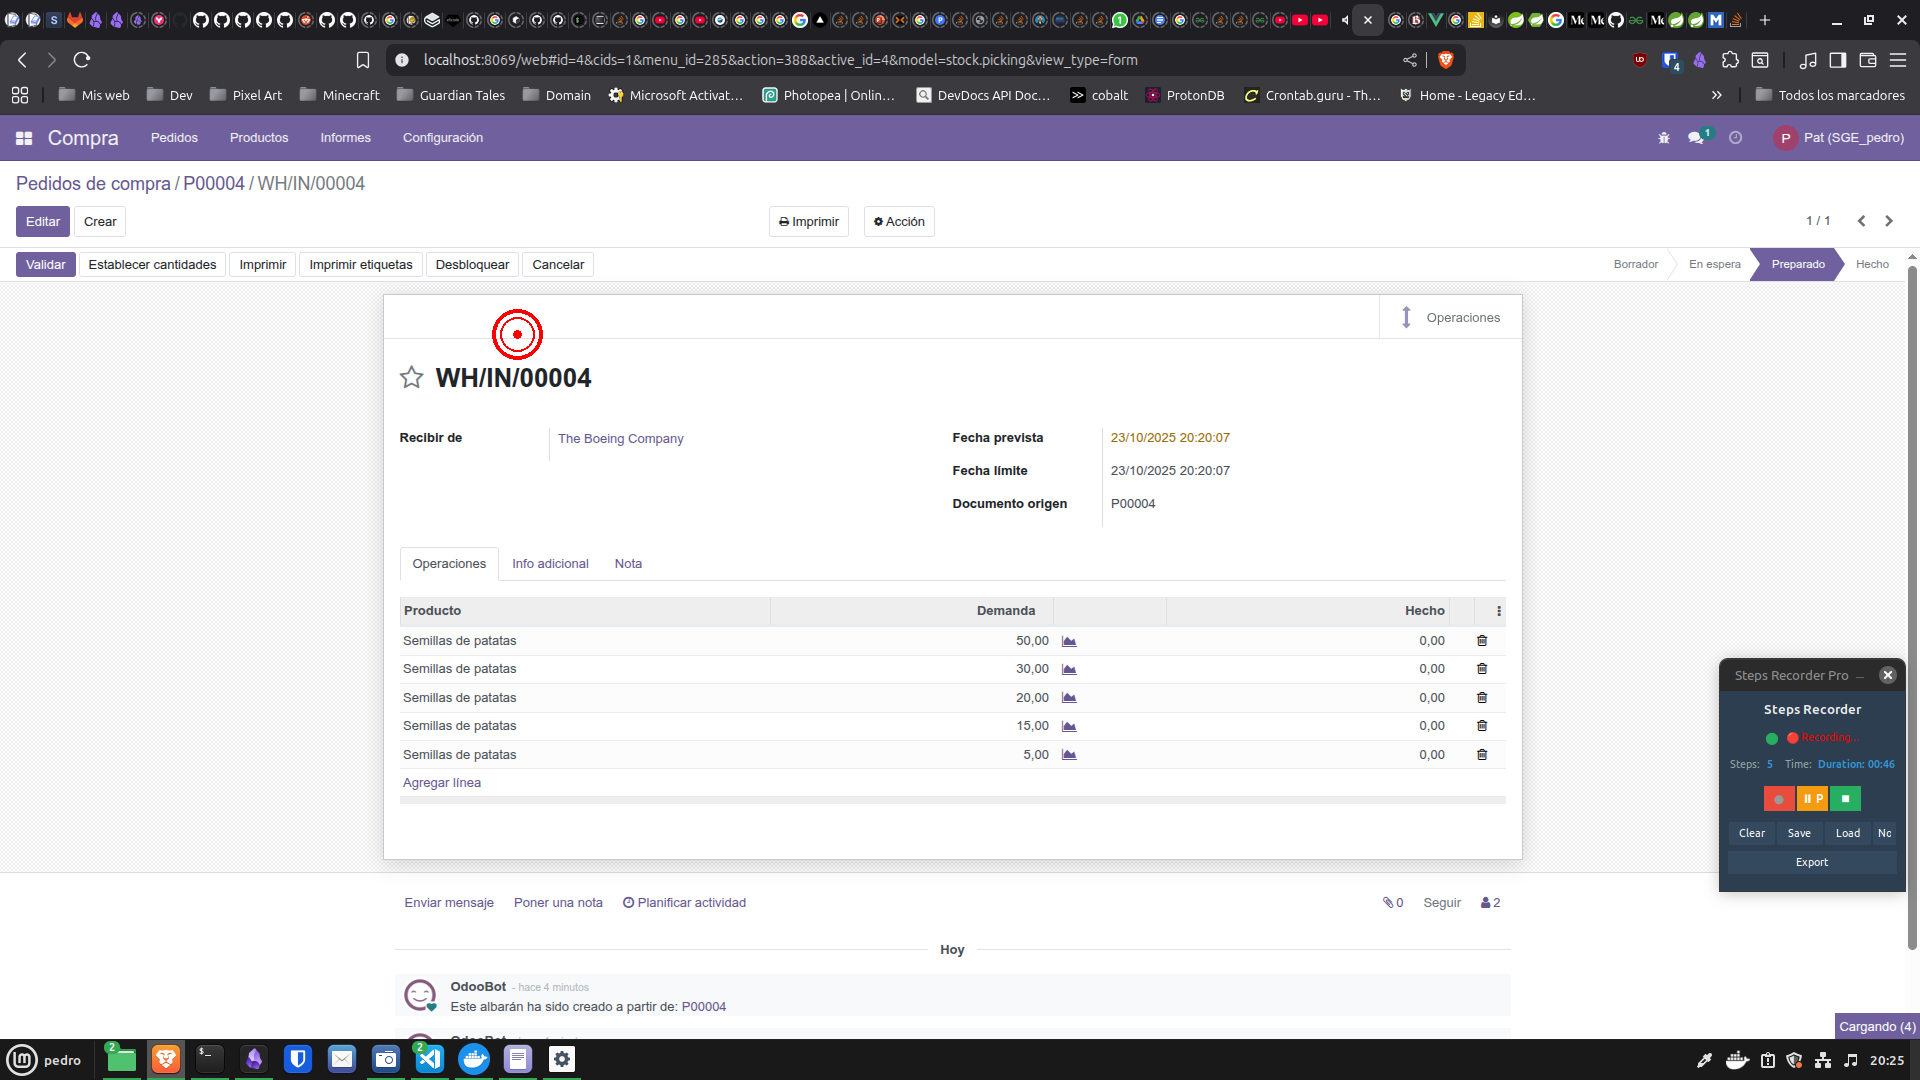 localhost:8069/web#id=4&cids=1&menu_id=285&action=388&active_id=4&model=stock.picking&view_type=form
4
Mis web
Dev
Pixel Art
Minecraft
Guardian Tales
Domain
Microsoft Activat...
Photopea | Onlin...
DevDocs API Doc...
cobalt
ProtonDB
Crontab.guru - Th...
Home - Legacy Ed...
Todos los marcadores
Compra
Pedidos
Productos
Informes
Configuración
1
P
Pat (SGE_pedro)
Pedidos de compra / P00004 / WH/IN/00004
Editar
Crear
Imprimir
Acción
1 / 1
Validar
Establecer cantidades
Imprimir
Imprimir etiquetas
Desbloquear
Cancelar
Borrador
En espera
Preparado
Hecho
Operaciones
WH/IN/00004
Recibir de
The Boeing Company
Fecha prevista
23/10/2025 20:20:07
Fecha límite
23/10/2025 20:20:07
Documento origen
P00004
Operaciones
Info adicional
Nota
Producto
Demanda
Hecho
Semillas de patatas 50,00 0,00
Semillas de patatas 30,00 0,00
Semillas de patatas 20,00 0,00
Semillas de patatas 15,00 0,00
Semillas de patatas 5,00 0,00
Agregar línea
Steps Recorder Pro
Steps Recorder
Recording...
Steps: 5 Time: Duration: 00:46
P
Clear
Save
Load
No
Export
Enviar mensaje
Poner una nota
Planificar actividad
0
Seguir
2
Hoy
OdooBot - hace 4 minutos
Este albarán ha sido creado a partir de: P00004
OdooBot
Cargando (4)
pedro
2
2
20:25